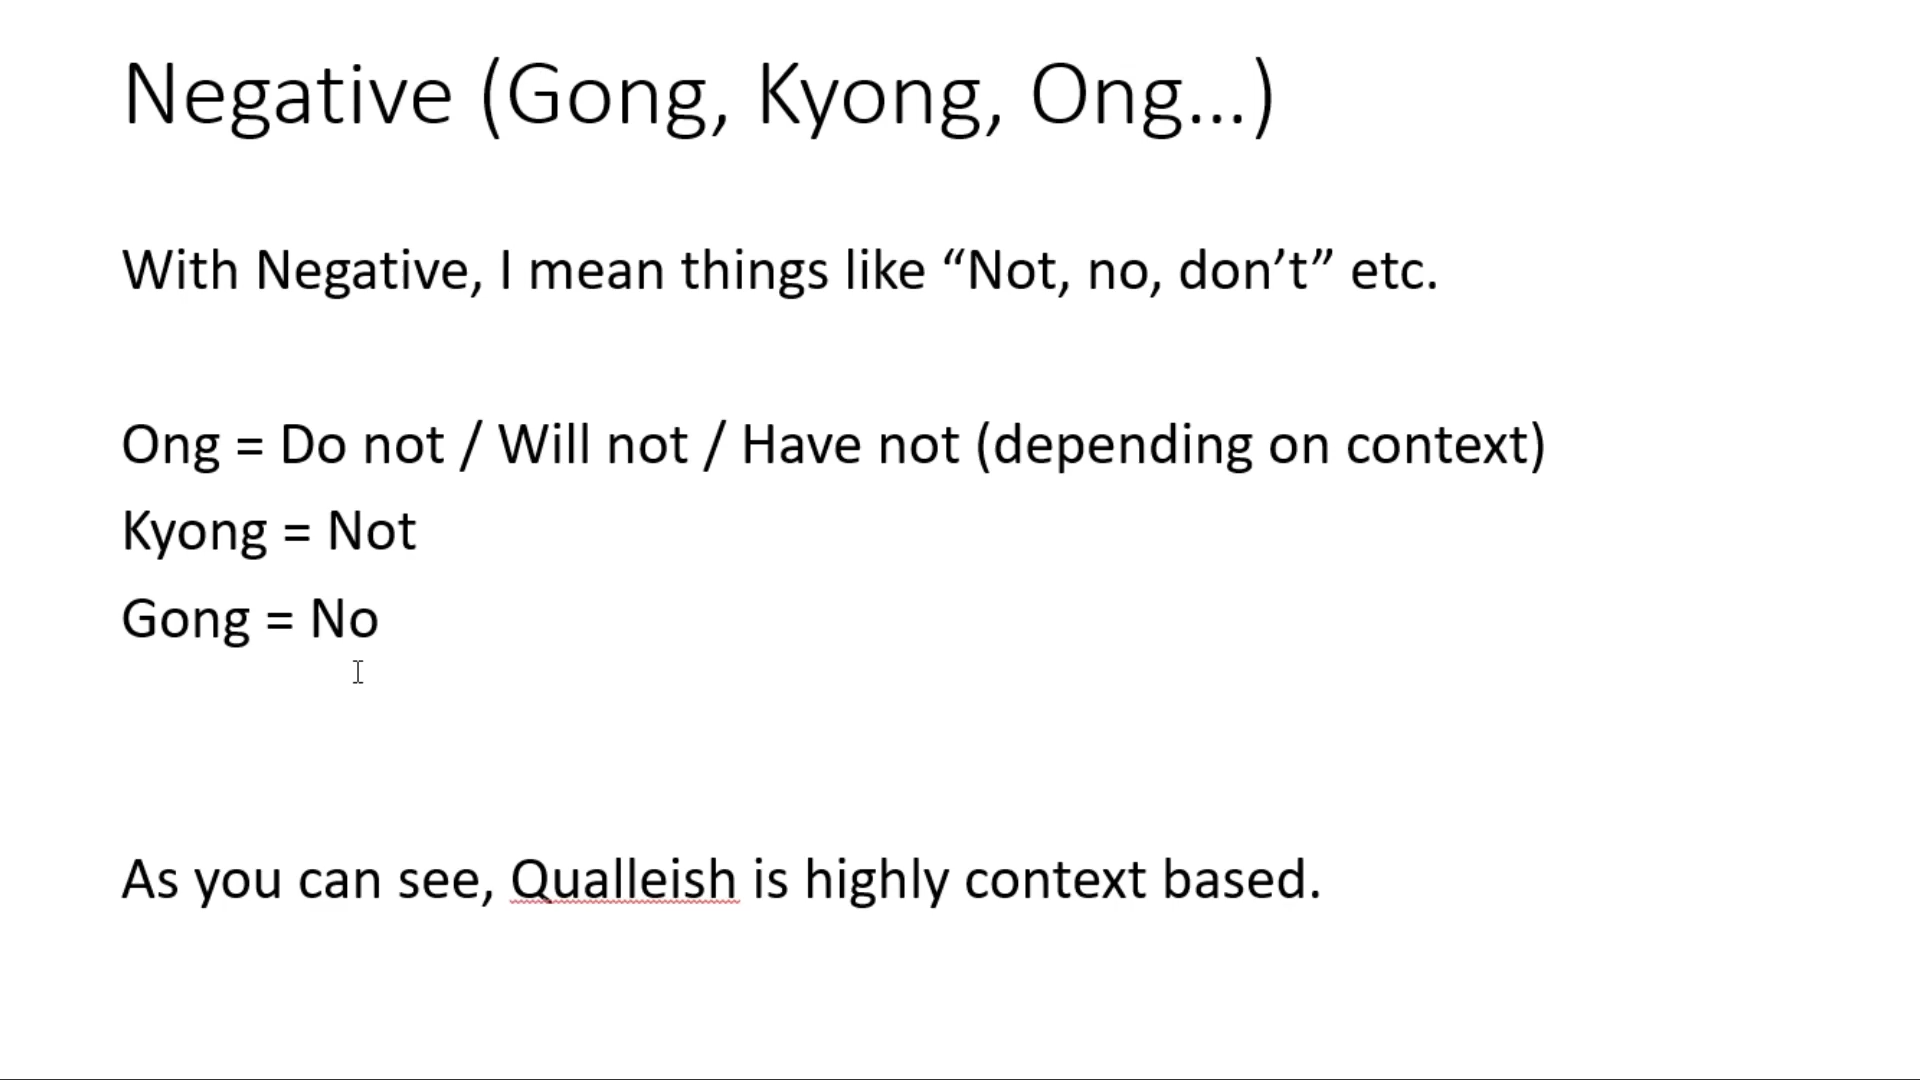 Negative (Gong, Kyong, Ong...)
With Negative, I mean things like “Not, no, don’t” etc.
Ong = Do not / Will not / Have not (depending on context)
Kyong = Not
Gong = No
As you can see, Qualleish is highly context based.